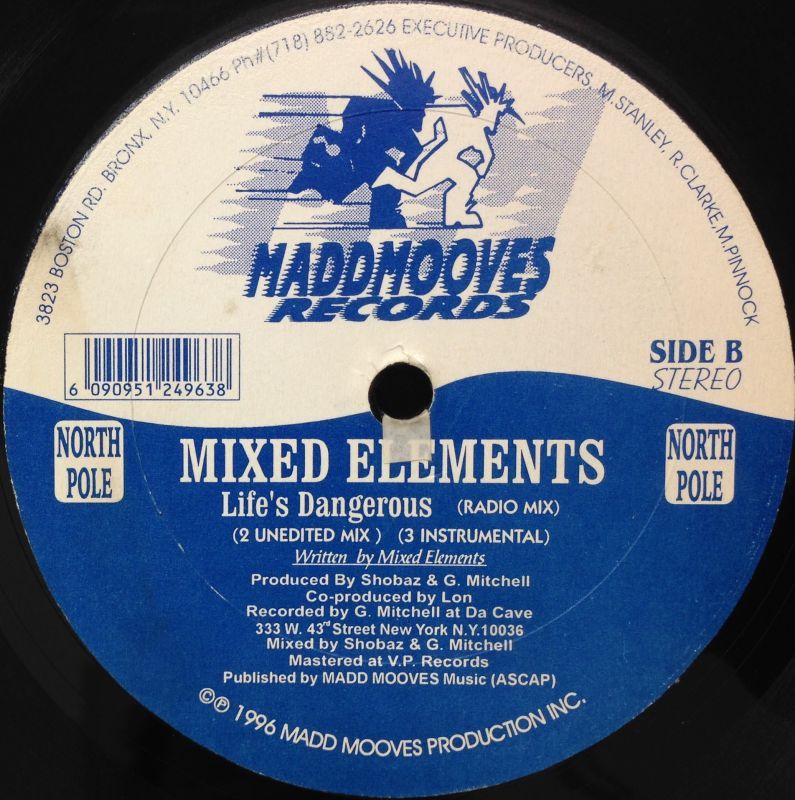 3823 BOSTON RD. BRONX, N.Y. 10466 Ph#(718) 882-2626 EXECUTIVE PRODUCERS, M.STANLEY, R.CLARKE, M.PINNOCK
MADDMOOVES
RECORDS
6 090951 249638
SIDE B
STEREO
NORTH
POLE
NORTH
POLE
MIXED ELEMENTS
Life's Dangerous (RADIO MIX)
(2 UNEDITED MIX ) (3 INSTRUMENTAL)
Written by Mixed Elements
Produced By Shobaz & G. Mitchell
Co-produced by Lon
Recorded by G. Mitchell at Da Cave
333 W. 43rd Street New York N.Y.10036
Mixed by Shobaz & G. Mitchell
Mastered at V.P. Records
Published by MADD MOOVES Music (ASCAP)
©℗ 1996 MADD MOOVES PRODUCTION INC.